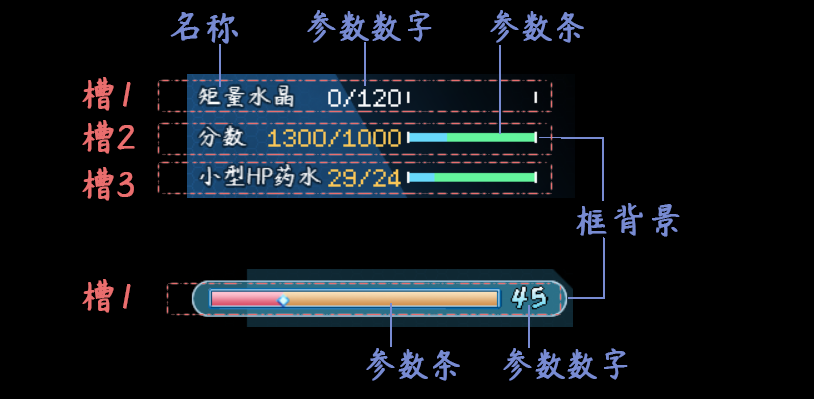 名称 参数数字 参数条
槽1 矩量水晶 0/120
槽2 分数 1300/1000
槽3 小型HP药水 29/24
框背景
槽1 45
参数条 参数数字